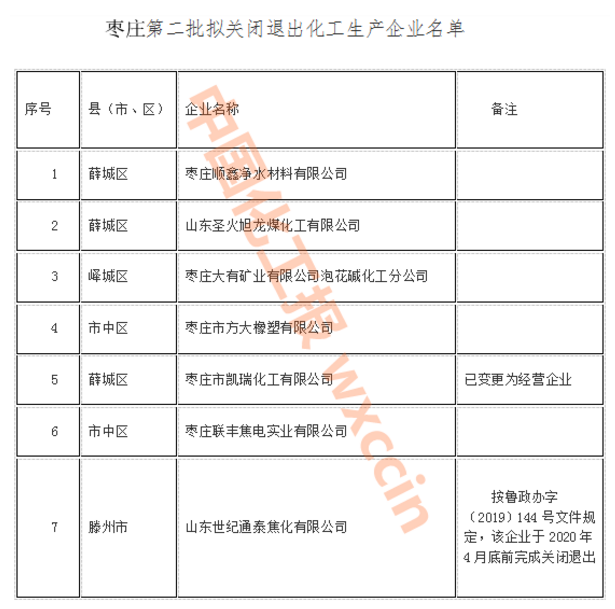 枣庄第二批拟关闭退出化工生产企业名单
序号 县（市、区） 企业名称 备注
1 薛城区 枣庄顺鑫净水材料有限公司
2 薛城区 山东圣火旭龙煤化工有限公司
3 峄城区 枣庄大有矿业有限公司泡花碱化工分公司
4 市中区 枣庄市方大橡塑有限公司
5 薛城区 枣庄市凯瑞化工有限公司 已变更为经营企业
6 市中区 枣庄联丰焦电实业有限公司
7 滕州市 山东世纪通泰焦化有限公司
按鲁政办字
（2019）144 号文件规
定，该企业于 2020 年
4 月底前完成关闭退出
中国化工报 wxccin